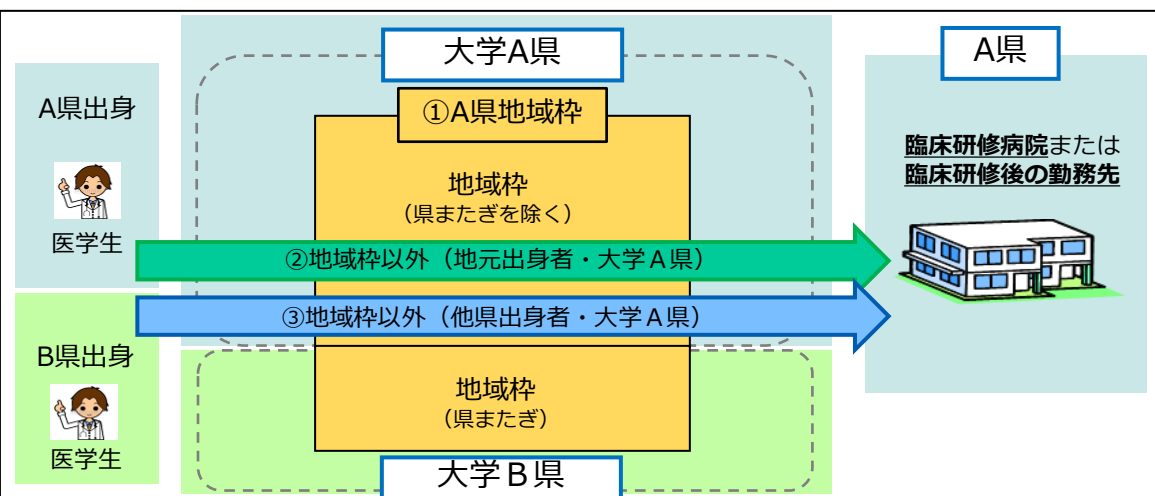 大学A県
A県
A県出身
医学生
①A県地域枠
地域枠
（県またぎを除く）
臨床研修病院または
臨床研修後の勤務先
②地域枠以外（地元出身者・大学Ａ県）
③地域枠以外（他県出身者・大学Ａ県）
B県出身
医学生
地域枠
（県またぎ）
大学Ｂ県